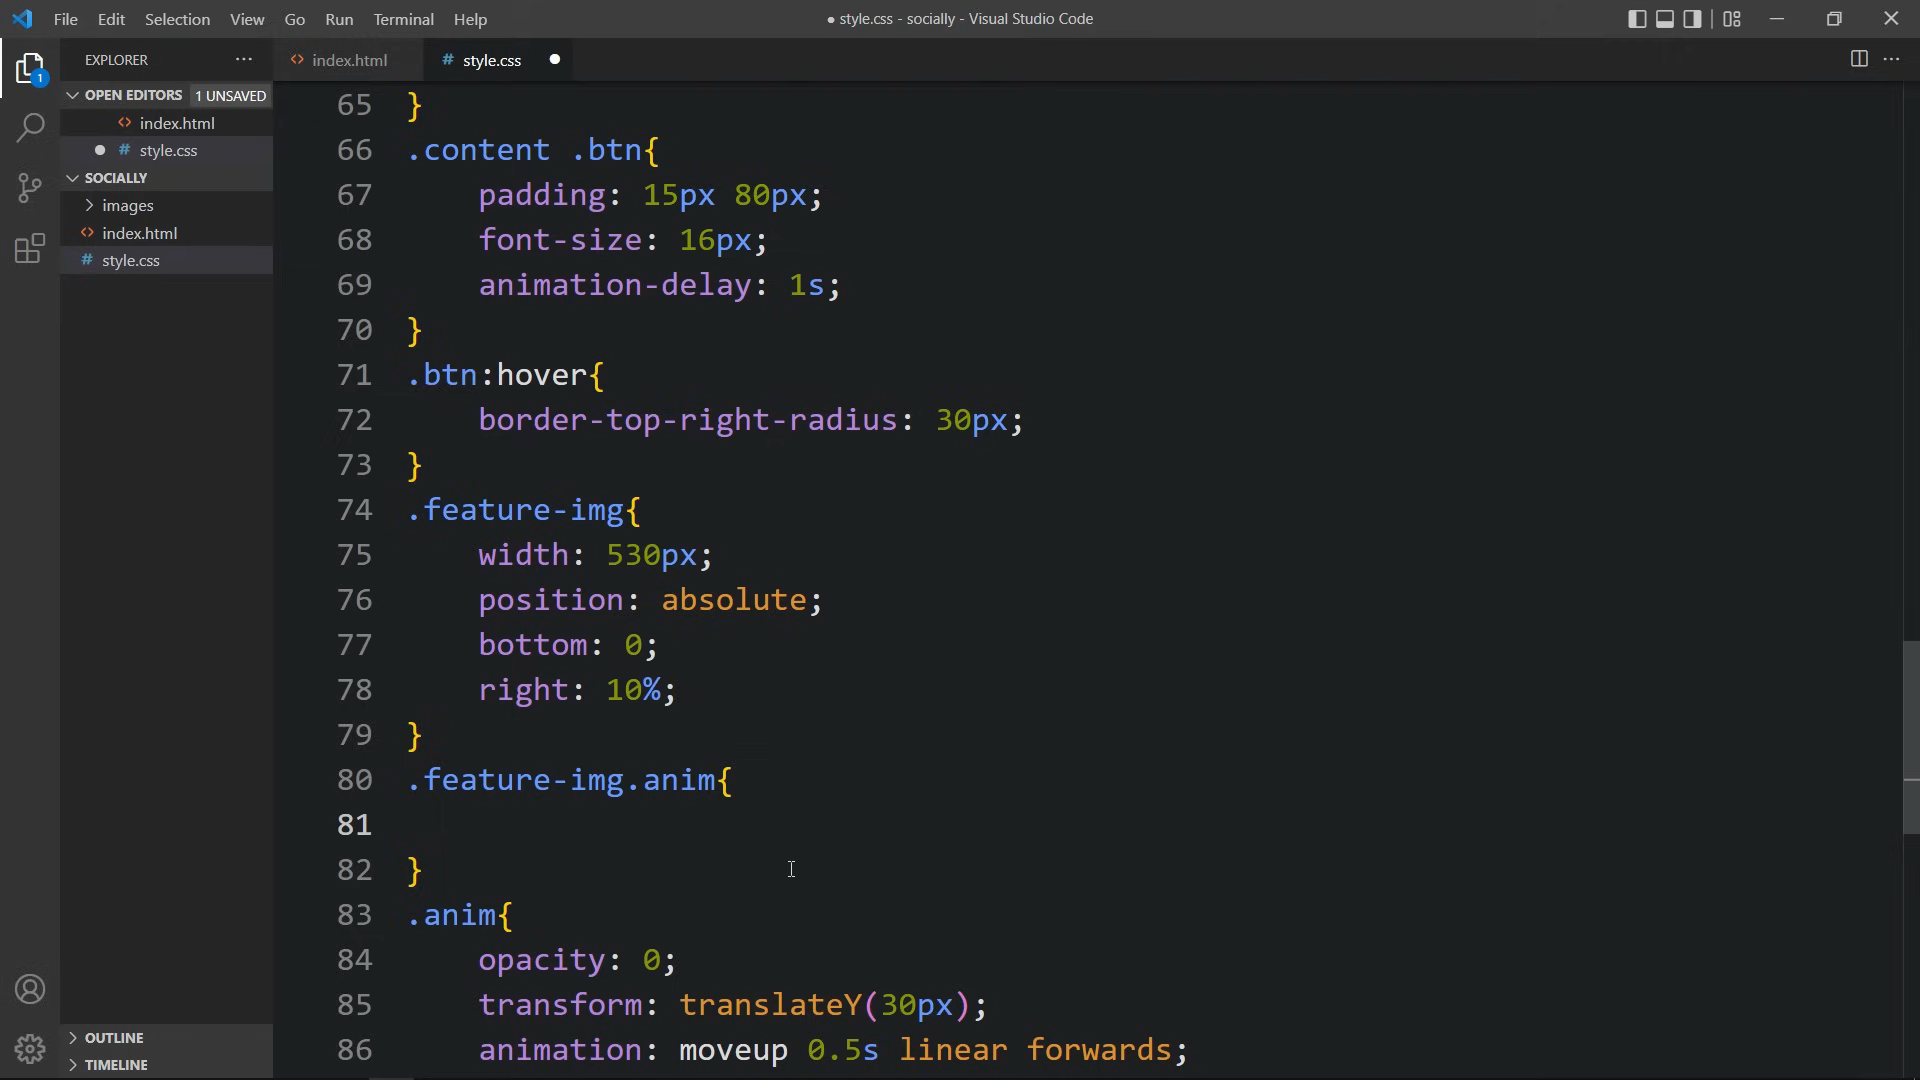 File Edit Selection View Go Run Terminal Help
● style.css - socially - Visual Studio Code
EXPLORER ···
index.html
# style.css ●
1
OPEN EDITORS 1 UNSAVED
index.html
# style.css
SOCIALLY
images
index.html
# style.css
OUTLINE
TIMELINE
65 }
66 .content .btn{
67 padding: 15px 80px;
68 font-size: 16px;
69 animation-delay: 1s;
70 }
71 .btn:hover{
72 border-top-right-radius: 30px;
73 }
74 .feature-img{
75 width: 530px;
76 position: absolute;
77 bottom: 0;
78 right: 10%;
79 }
80 .feature-img.anim{
81
82 }
83 .anim{
84 opacity: 0;
85 transform: translateY(30px);
86 animation: moveup 0.5s linear forwards;